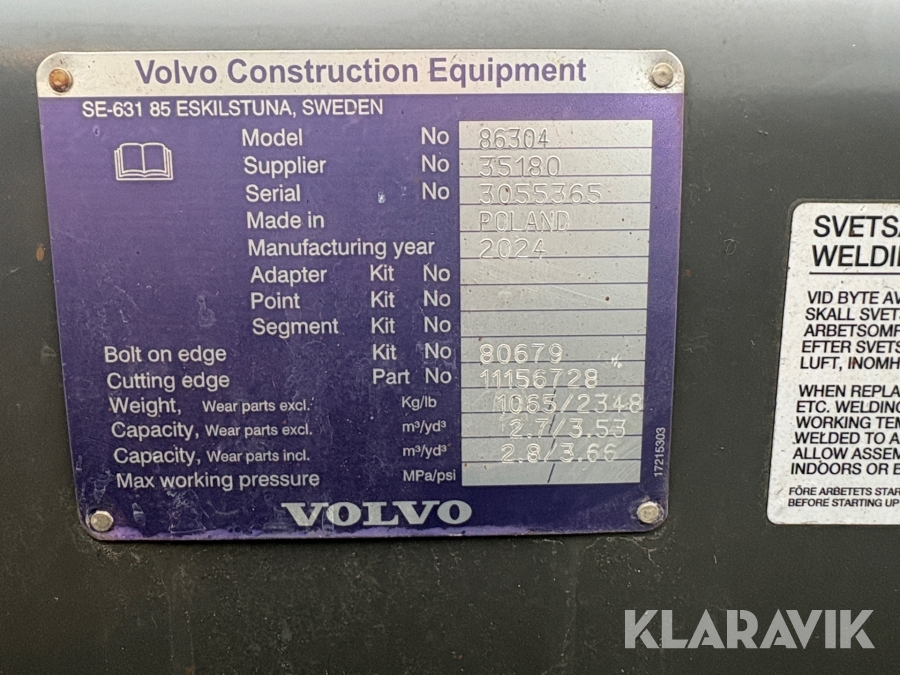 Volvo Construction Equipment
SE-631 85 ESKILSTUNA, SWEDEN
Model No 86304
Supplier No 35180
Serial No 3055365
Made in POLAND
Manufacturing year 2024
Adapter Kit No
Point Kit No
Segment Kit No
Bolt on edge Kit No 80679
Cutting edge Part No 11156728
Weight, Wear parts excl. Kg/lb 1065/2348
Capacity, Wear parts excl. m³/yd³ 2.7/3.53
Capacity, Wear parts incl. m³/yd³ 2.8/3.66
Max working pressure MPa/psi
VOLVO
17215303
SVETSA
WELDI
VID BYTE AV
SKALL SVETS
ARBETSOMF
EFTER SVETS
LUFT, INOMH
WHEN REPLA
ETC. WELDING
WORKING TEM
WELDED TO A
ALLOW ASSEM
INDOORS OR
FÖRE ARBETETS STAR
BEFORE STARTING UP
KLARAVIK